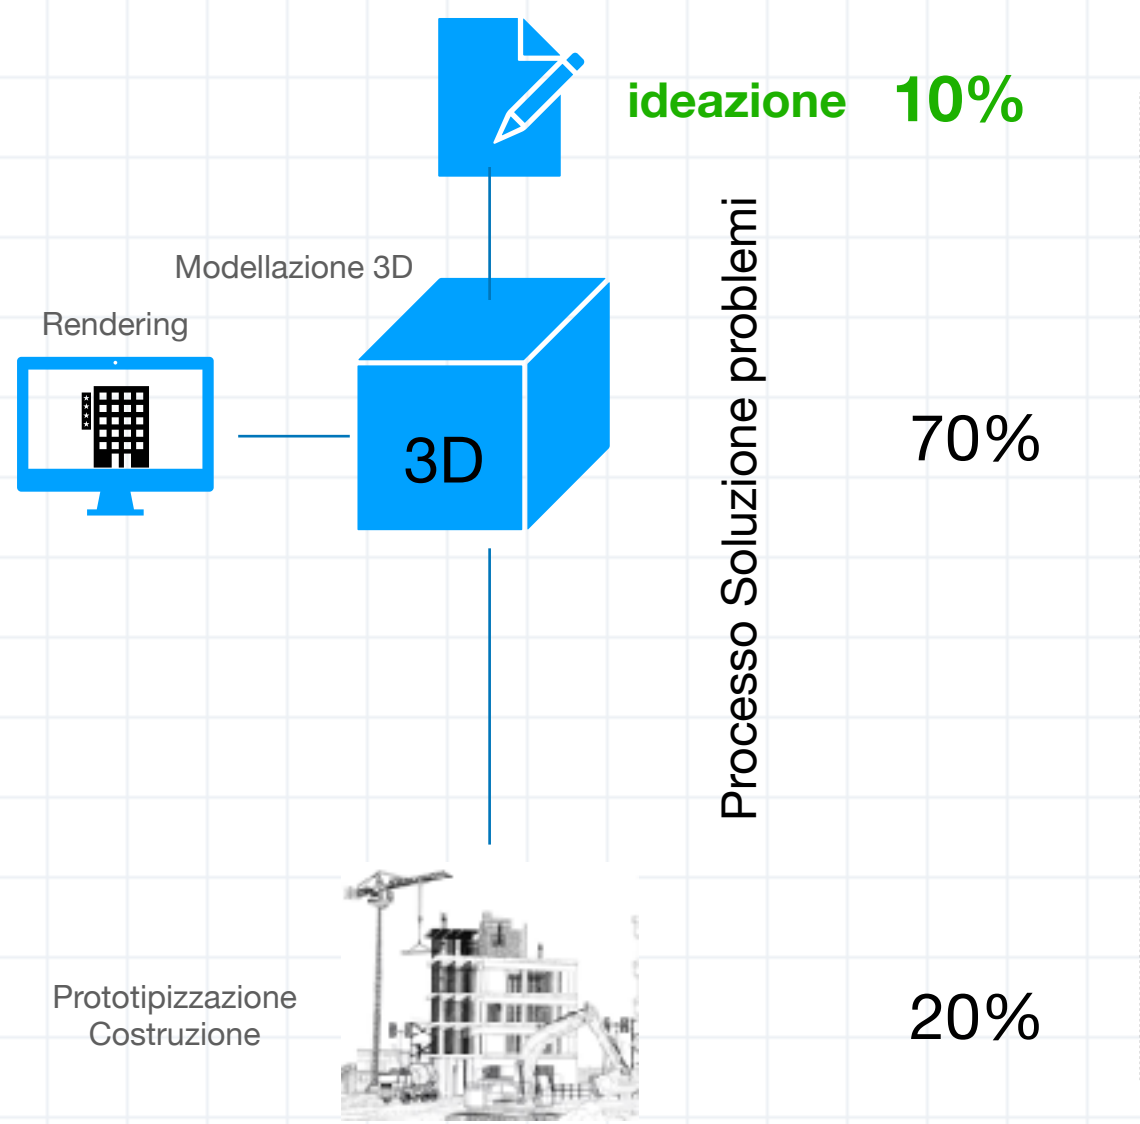 ideazione 10%
Modellazione 3D
Rendering
3D
Processo Soluzione problemi
70%
Prototipizzazione
Costruzione
20%